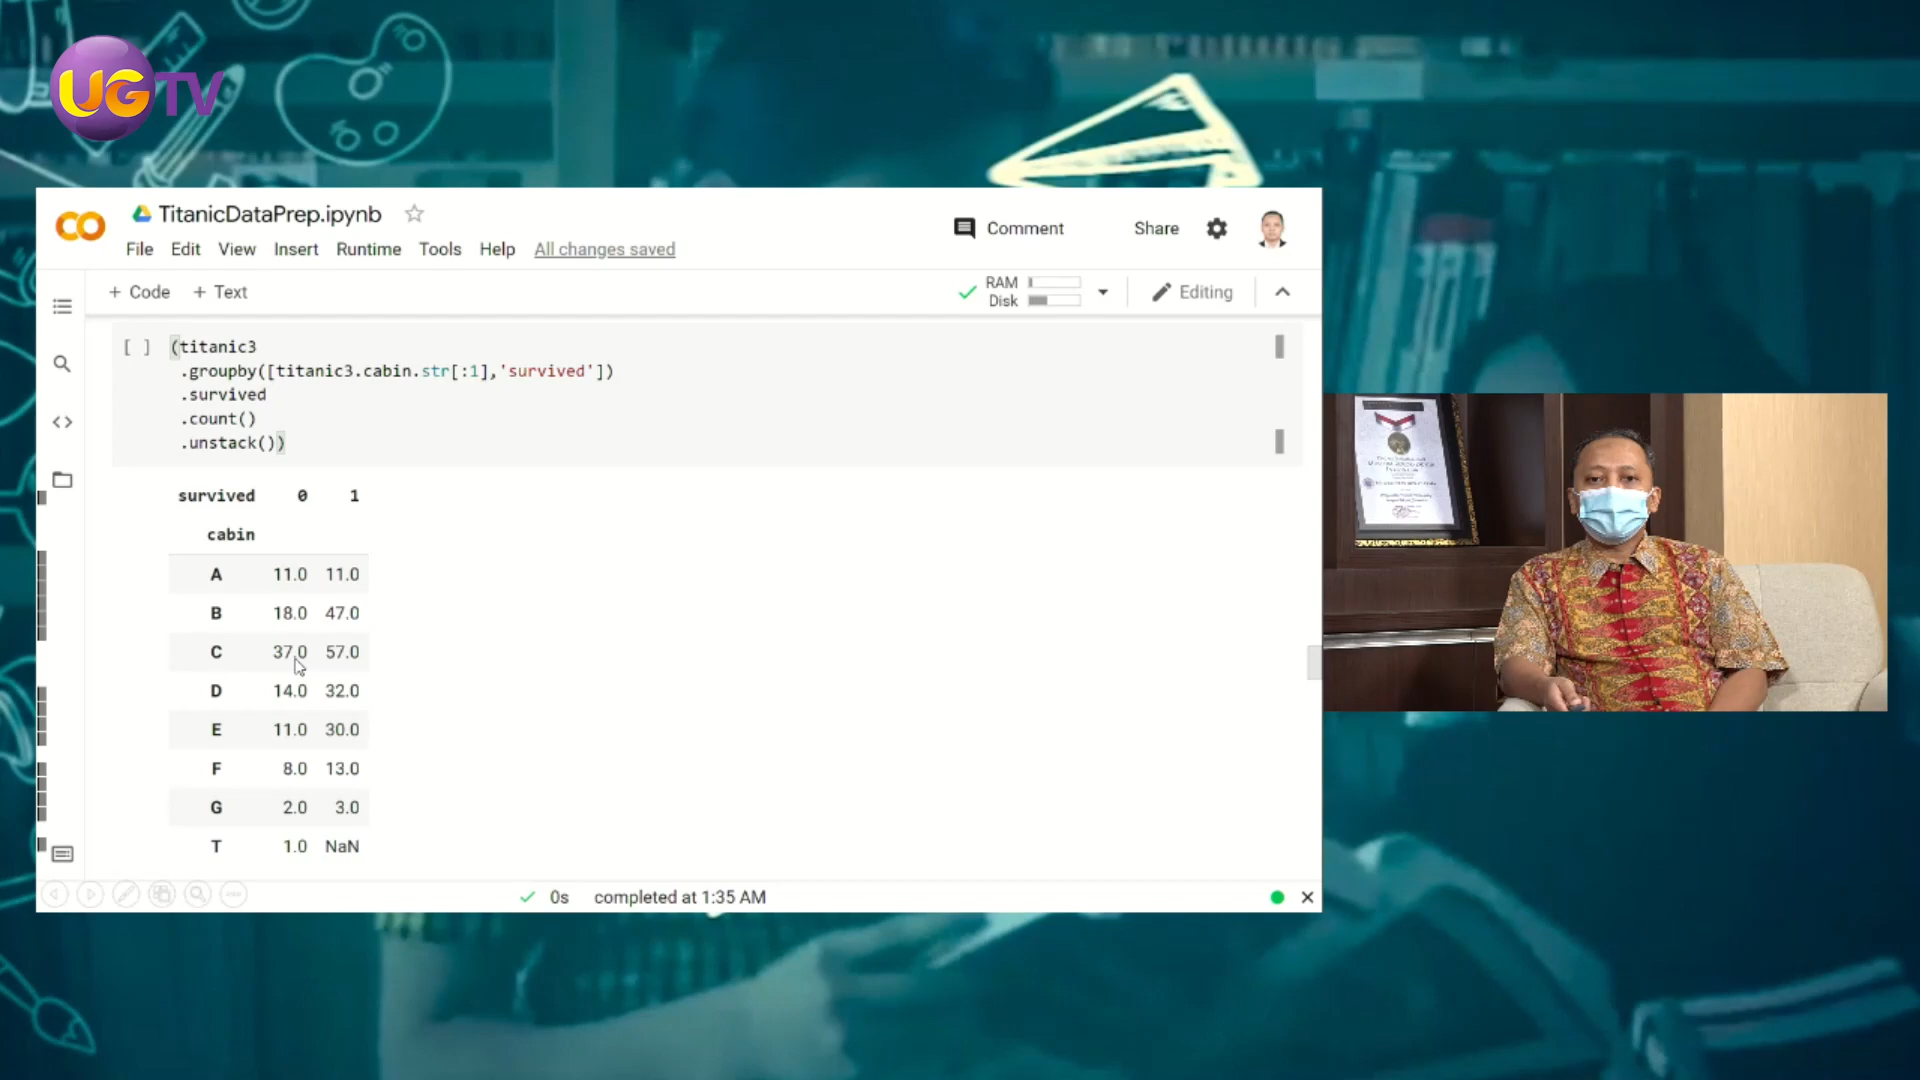 UGTV
TitanicDataPrep.ipynb
Comment
Share
File Edit View Insert Runtime Tools Help All changes saved
+ Code + Text
RAM
Disk
Editing
[ ] (titanic3
.groupby([titanic3.cabin.str[:1],'survived'])
.survived
.count()
.unstack())
survived 0 1
cabin
A 11.0 11.0
B 18.0 47.0
C 37.0 57.0
D 14.0 32.0
E 11.0 30.0
F 8.0 13.0
G 2.0 3.0
T 1.0 NaN
0s completed at 1:35 AM